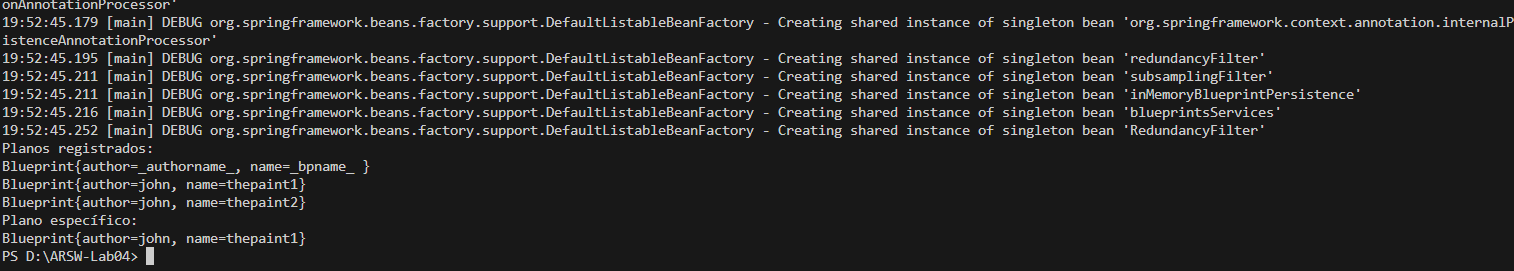 onAnnotationProcessor'
19:52:45.179 [main] DEBUG org.springframework.beans.factory.support.DefaultListableBeanFactory - Creating shared instance of singleton bean 'org.springframework.context.annotation.internalP
istenceAnnotationProcessor'
19:52:45.195 [main] DEBUG org.springframework.beans.factory.support.DefaultListableBeanFactory - Creating shared instance of singleton bean 'redundancyFilter'
19:52:45.211 [main] DEBUG org.springframework.beans.factory.support.DefaultListableBeanFactory - Creating shared instance of singleton bean 'subsamplingFilter'
19:52:45.211 [main] DEBUG org.springframework.beans.factory.support.DefaultListableBeanFactory - Creating shared instance of singleton bean 'inMemoryBlueprintPersistence'
19:52:45.216 [main] DEBUG org.springframework.beans.factory.support.DefaultListableBeanFactory - Creating shared instance of singleton bean 'blueprintsServices'
19:52:45.252 [main] DEBUG org.springframework.beans.factory.support.DefaultListableBeanFactory - Creating shared instance of singleton bean 'RedundancyFilter'
Planos registrados:
Blueprint{author=_authorname_, name=_bpname_ }
Blueprint{author=john, name=thepaint1}
Blueprint{author=john, name=thepaint2}
Plano específico:
Blueprint{author=john, name=thepaint1}
PS D:\ARSW-Lab04>